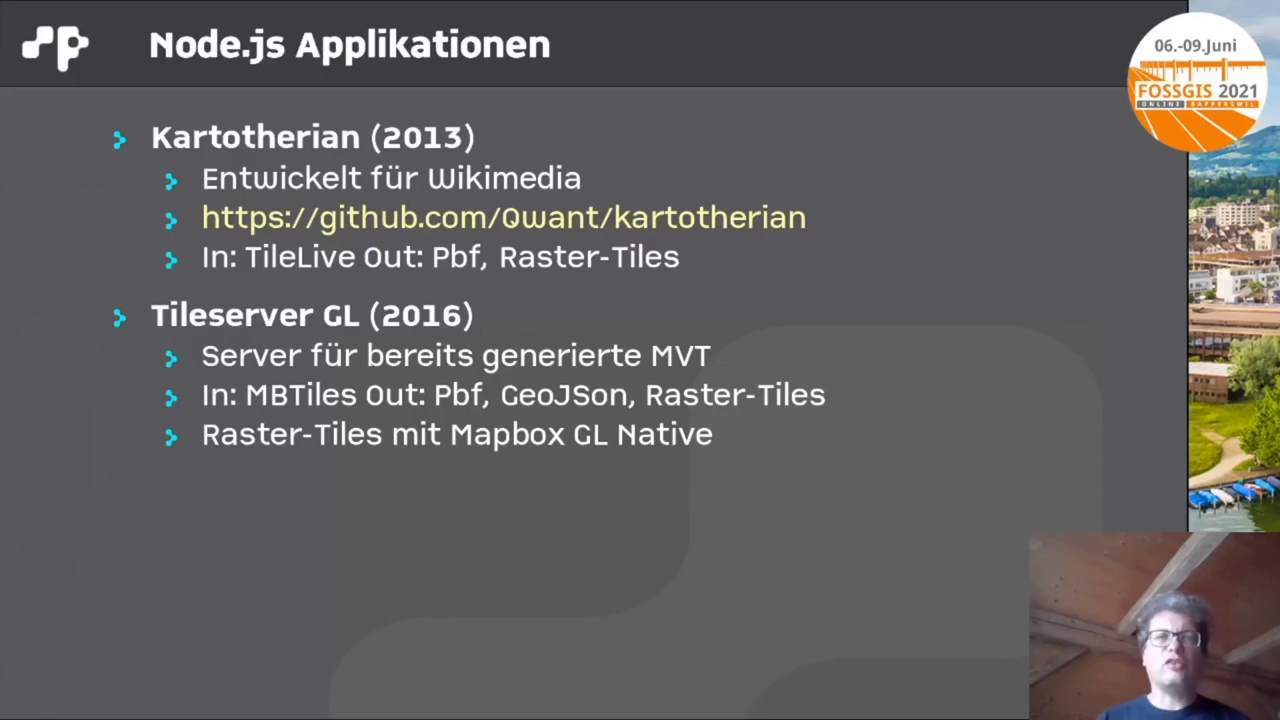 Node.js Applikationen
06.-09.Juni
FOSSGIS 2021
ONLINE RAPPERSWIL
Kartotherian (2013)
Entwickelt für Wikimedia
https://github.com/Qwant/kartotherian
In: TileLive Out: Pbf, Raster-Tiles
Tileserver GL (2016)
Server für bereits generierte MVT
In: MBTiles Out: Pbf, GeoJSon, Raster-Tiles
Raster-Tiles mit Mapbox GL Native